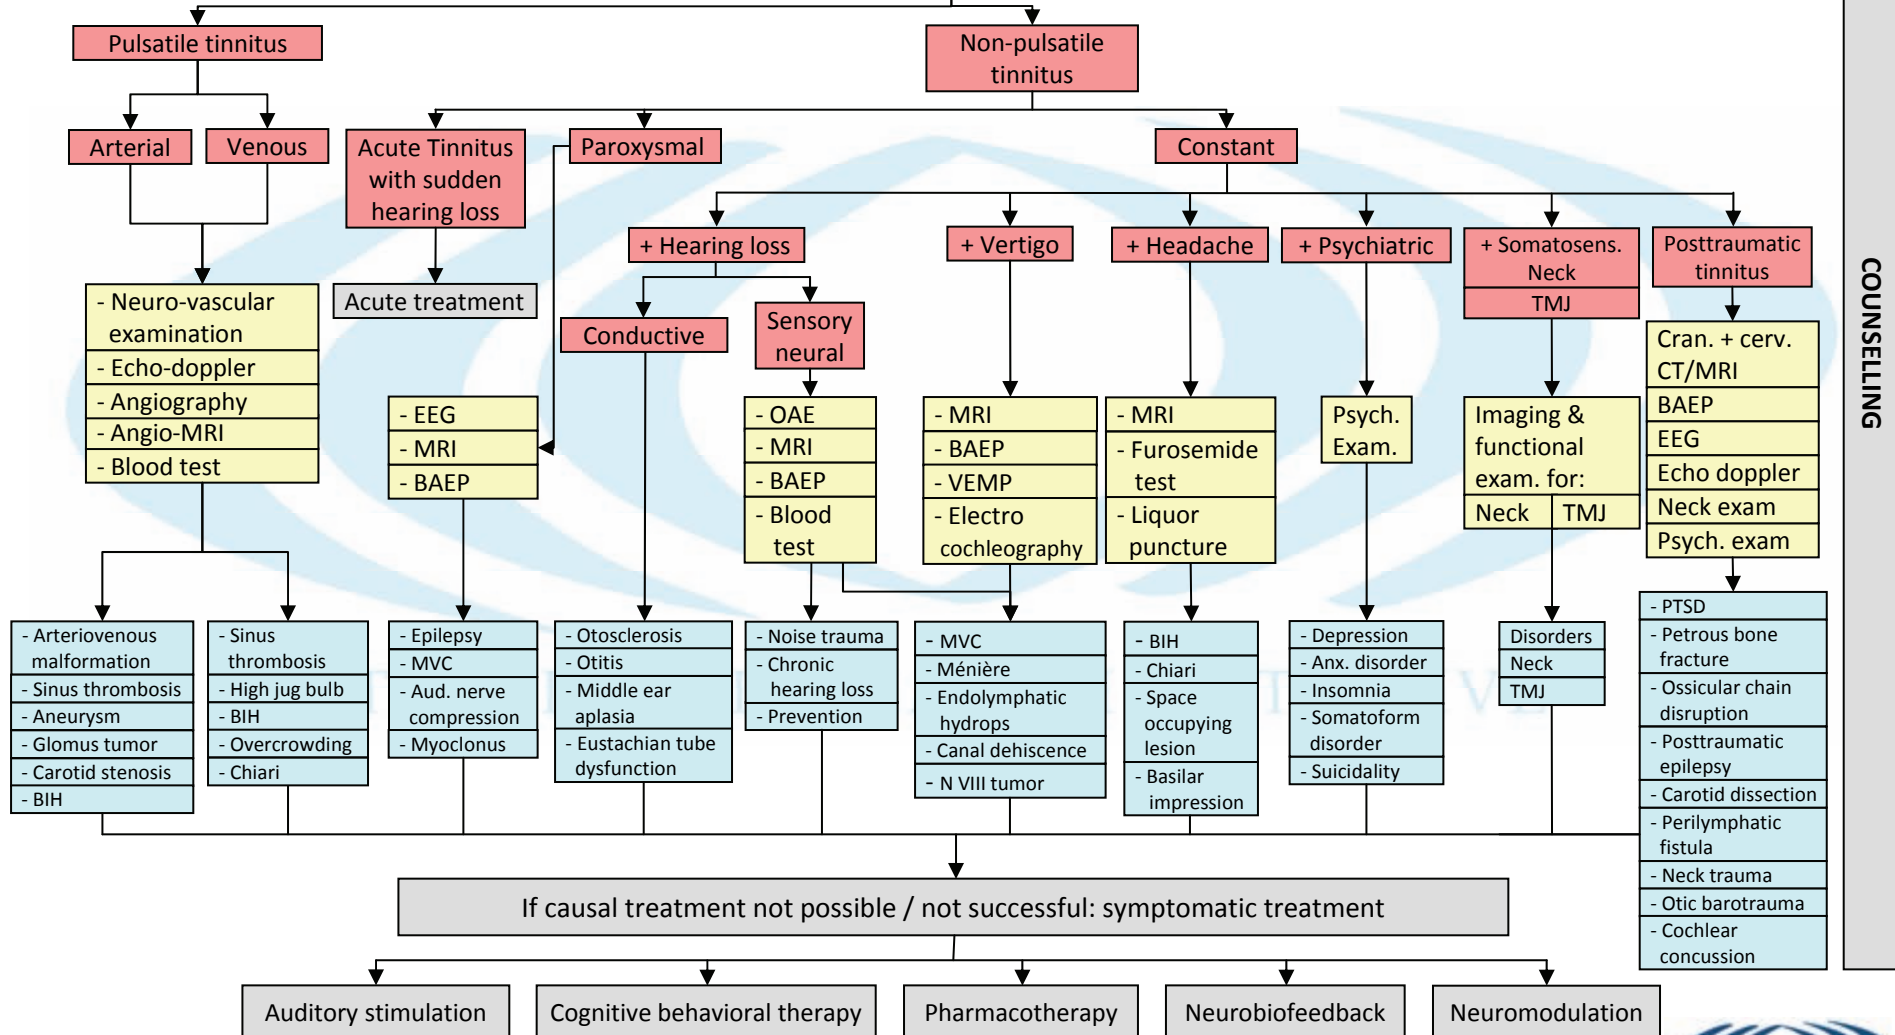 Pulsatile tinnitus
Non-pulsatile
tinnitus
Arterial
Venous
Acute Tinnitus
with sudden
hearing loss
Paroxysmal
Constant
+ Hearing loss
+ Vertigo
+ Headache
+ Psychiatric
+ Somatosens.
Neck
TMJ
Posttraumatic
tinnitus
Acute treatment
Conductive
Sensory
neural
- Neuro-vascular
examination
- Echo-doppler
- Angiography
- Angio-MRI
- Blood test
- EEG
- MRI
- BAEP
- OAE
- MRI
- BAEP
- Blood
test
- MRI
- BAEP
- VEMP
- Electro
cochleography
- MRI
- Furosemide
test
- Liquor
puncture
Psych.
Exam.
Imaging &
functional
exam. for:
Neck
TMJ
Cran. + cerv.
CT/MRI
BAEP
EEG
Echo doppler
Neck exam
Psych. exam
- Arteriovenous
malformation
- Sinus thrombosis
- Aneurysm
- Glomus tumor
- Carotid stenosis
- BIH
- Sinus
thrombosis
- High jug bulb
- BIH
- Overcrowding
- Chiari
- Epilepsy
- MVC
- Aud. nerve
compression
- Myoclonus
- Otosclerosis
- Otitis
- Middle ear
aplasia
- Eustachian tube
dysfunction
- Noise trauma
- Chronic
hearing loss
- Prevention
- MVC
- Ménière
- Endolymphatic
hydrops
- Canal dehiscence
- N VIII tumor
- BIH
- Chiari
- Space
occupying
lesion
- Basilar
impression
- Depression
- Anx. disorder
- Insomnia
- Somatoform
disorder
- Suicidality
Disorders
Neck
TMJ
- PTSD
- Petrous bone
fracture
- Ossicular chain
disruption
- Posttraumatic
epilepsy
- Carotid dissection
- Perilymphatic
fistula
- Neck trauma
- Otic barotrauma
- Cochlear
concussion
COUNSELLING
If causal treatment not possible / not successful: symptomatic treatment
Auditory stimulation
Cognitive behavioral therapy
Pharmacotherapy
Neurobiofeedback
Neuromodulation